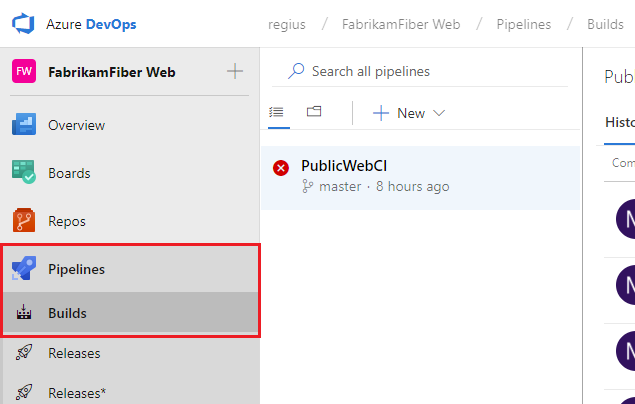 Azure DevOps
regius / FabrikamFiber Web / Pipelines / Builds
FW FabrikamFiber Web
Search all pipelines
Pub
New
Histo
Overview
PublicWebCI
Com
master · 8 hours ago
Boards
Repos
Pipelines
Builds
Releases
Releases*